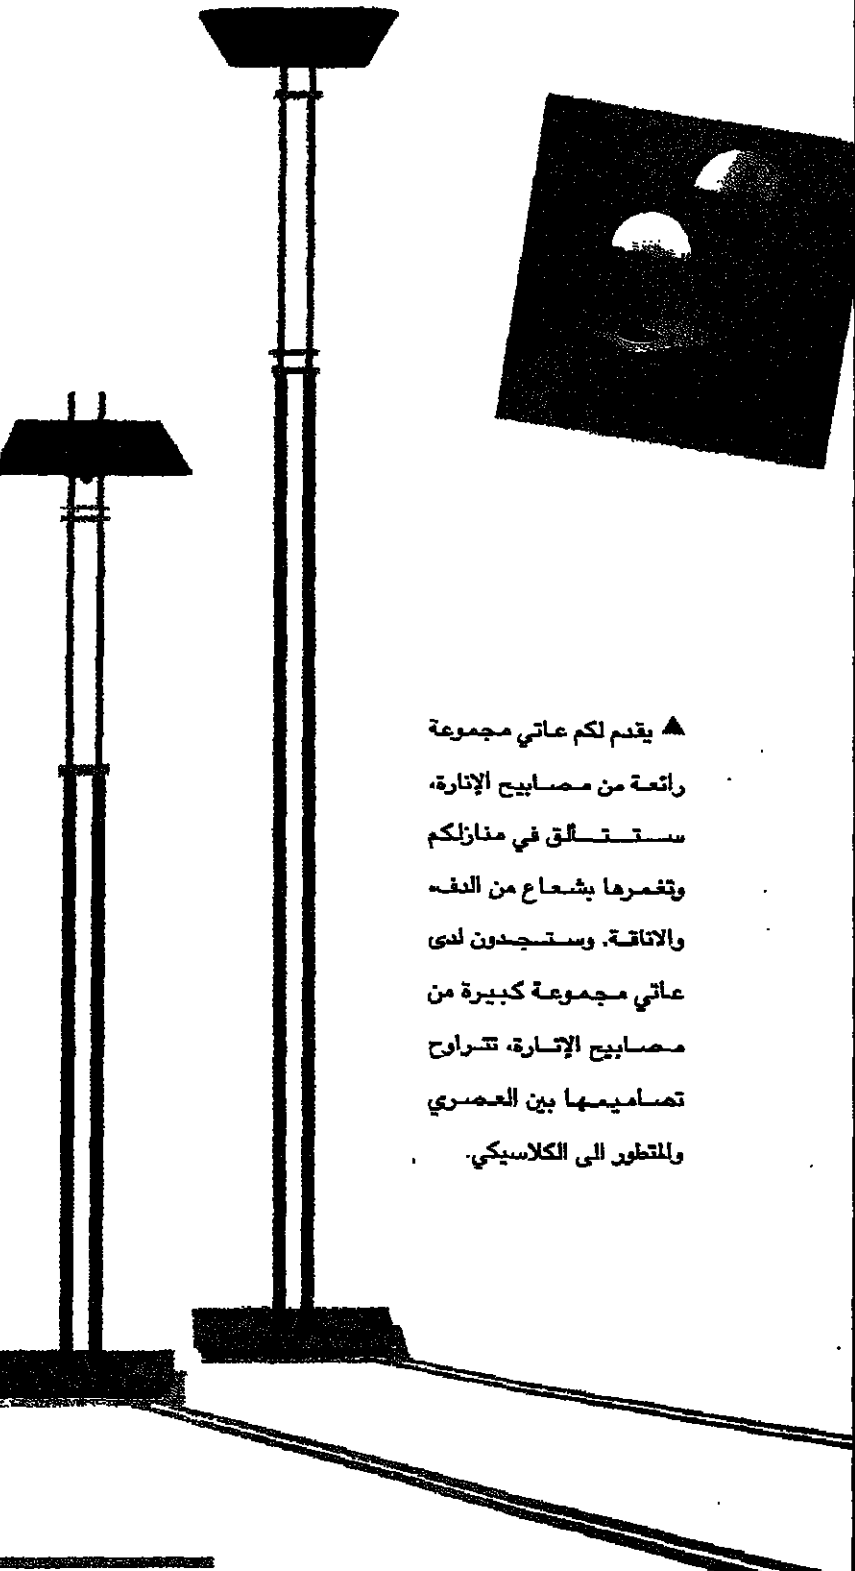 ▲ يقدم لكم عاتي مجموعة
رائعة من مصابيح الإنارة،
ستتألق في منازلكم
وتغمرها بشعاع من الدفء
والاناقة. وستجدون لدى
عاتي مجموعة كبيرة من
مصابيح الإنارة، تتراوح
تصاميمها بين العصري
والمتطور الى الكلاسيكي.